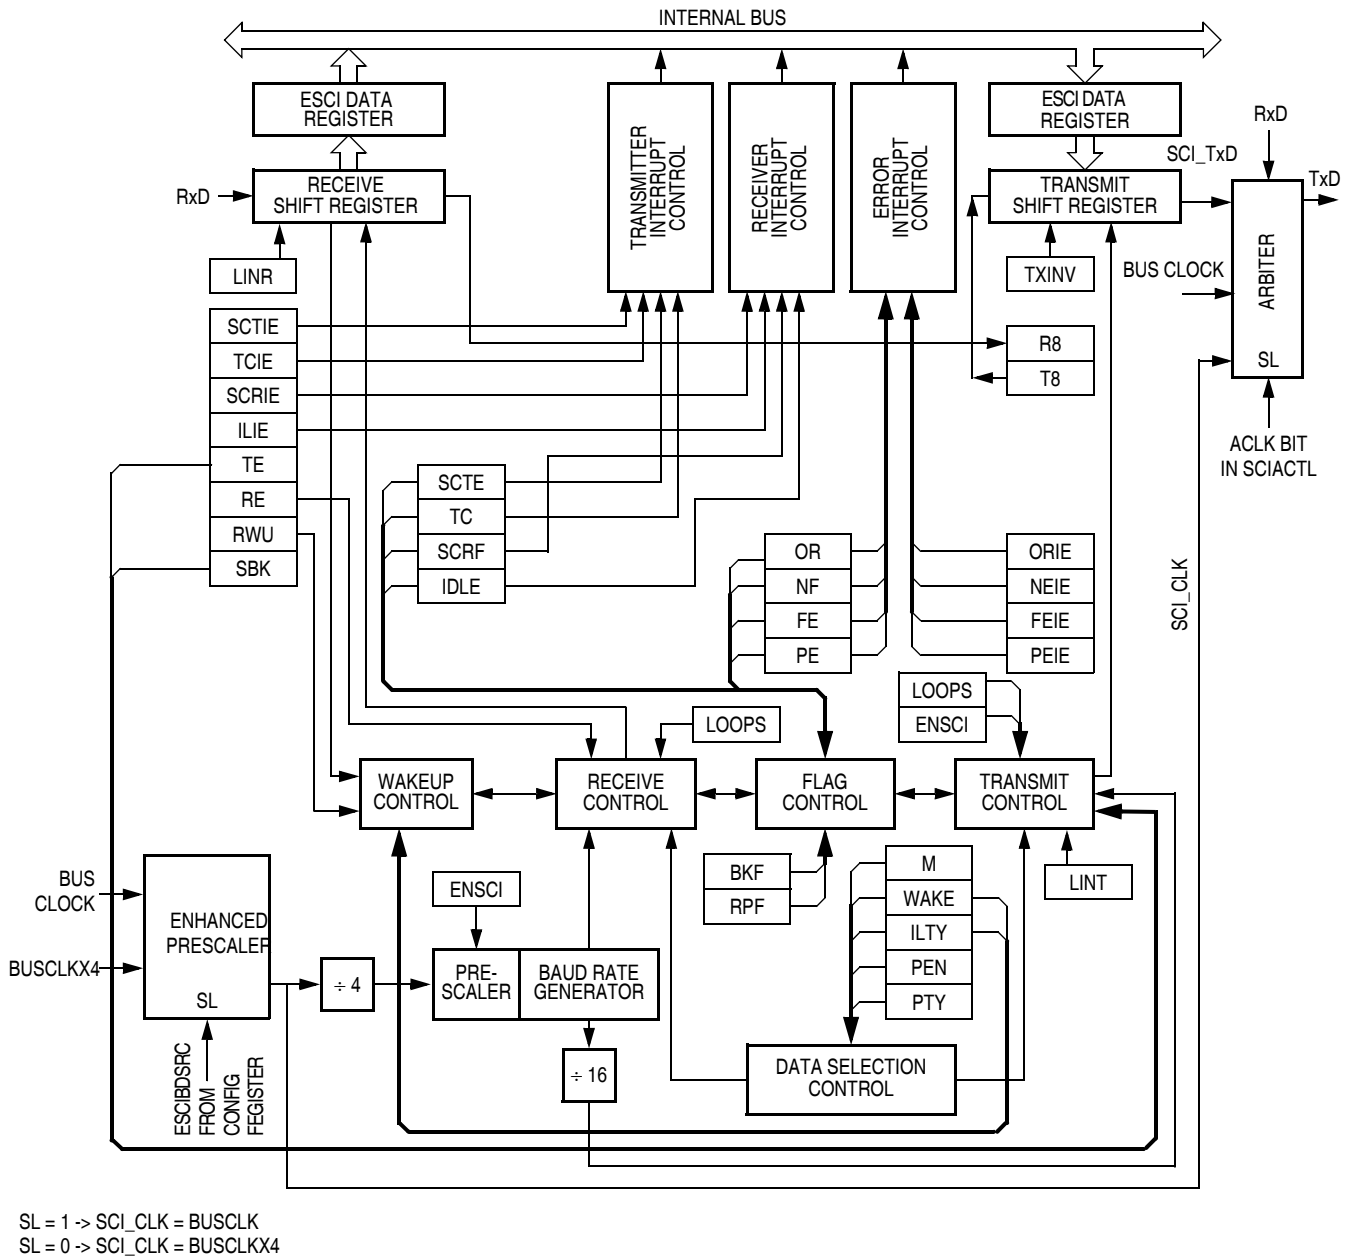 INTERNAL BUS
ESCI DATA
REGISTER
RECEIVE
SHIFT REGISTER
RxD
LINR
TRANSMITTER
INTERRUPT
CONTROL
RECEIVER
INTERRUPT
CONTROL
ERROR
INTERRUPT
CONTROL
ESCI DATA
REGISTER
TRANSMIT
SHIFT REGISTER
TXINV
SCI_TxD
RxD
TxD
BUS CLOCK
ARBITER
SL
ACLK BIT
IN SCIACTL
R8
T8
SCTIE
TCIE
SCRIE
ILIE
TE
RE
RWU
SBK
SCTE
TC
SCRF
IDLE
OR
NF
FE
PE
ORIE
NEIE
FEIE
PEIE
SCI_CLK
LOOPS
LOOPS
ENSCI
WAKEUP
CONTROL
RECEIVE
CONTROL
FLAG
CONTROL
TRANSMIT
CONTROL
BUS
CLOCK
BUSCLKX4
ENHANCED
PRESCALER
SL
ESCIBDSRC
FROM
CONFIG
FEGISTER
÷ 4
ENSCI
PRE-
SCALER
BAUD RATE
GENERATOR
÷ 16
BKF
RPF
M
WAKE
ILTY
PEN
PTY
LINT
DATA SELECTION
CONTROL
SL = 1 -> SCI_CLK = BUSCLK
SL = 0 -> SCI_CLK = BUSCLKX4